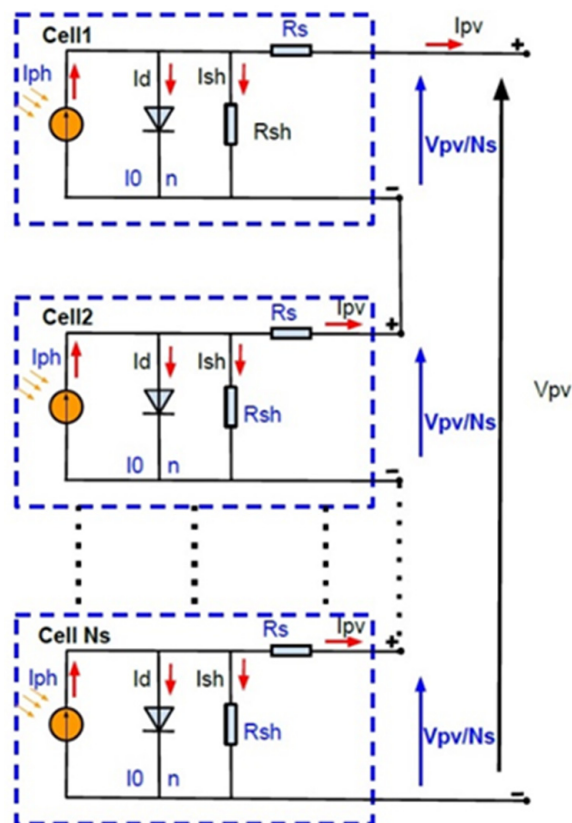 Cell1
Rs
Ipv
+
Iph
Id
Ish
Rsh
Vpv/Ns
I0 n
−
Cell2
Rs
Ipv
+
Iph
Id
Ish
Rsh
Vpv/Ns
Vpv
I0 n
−
Cell Ns
Rs
Ipv
+
Iph
Id
Ish
Rsh
Vpv/Ns
I0 n
−